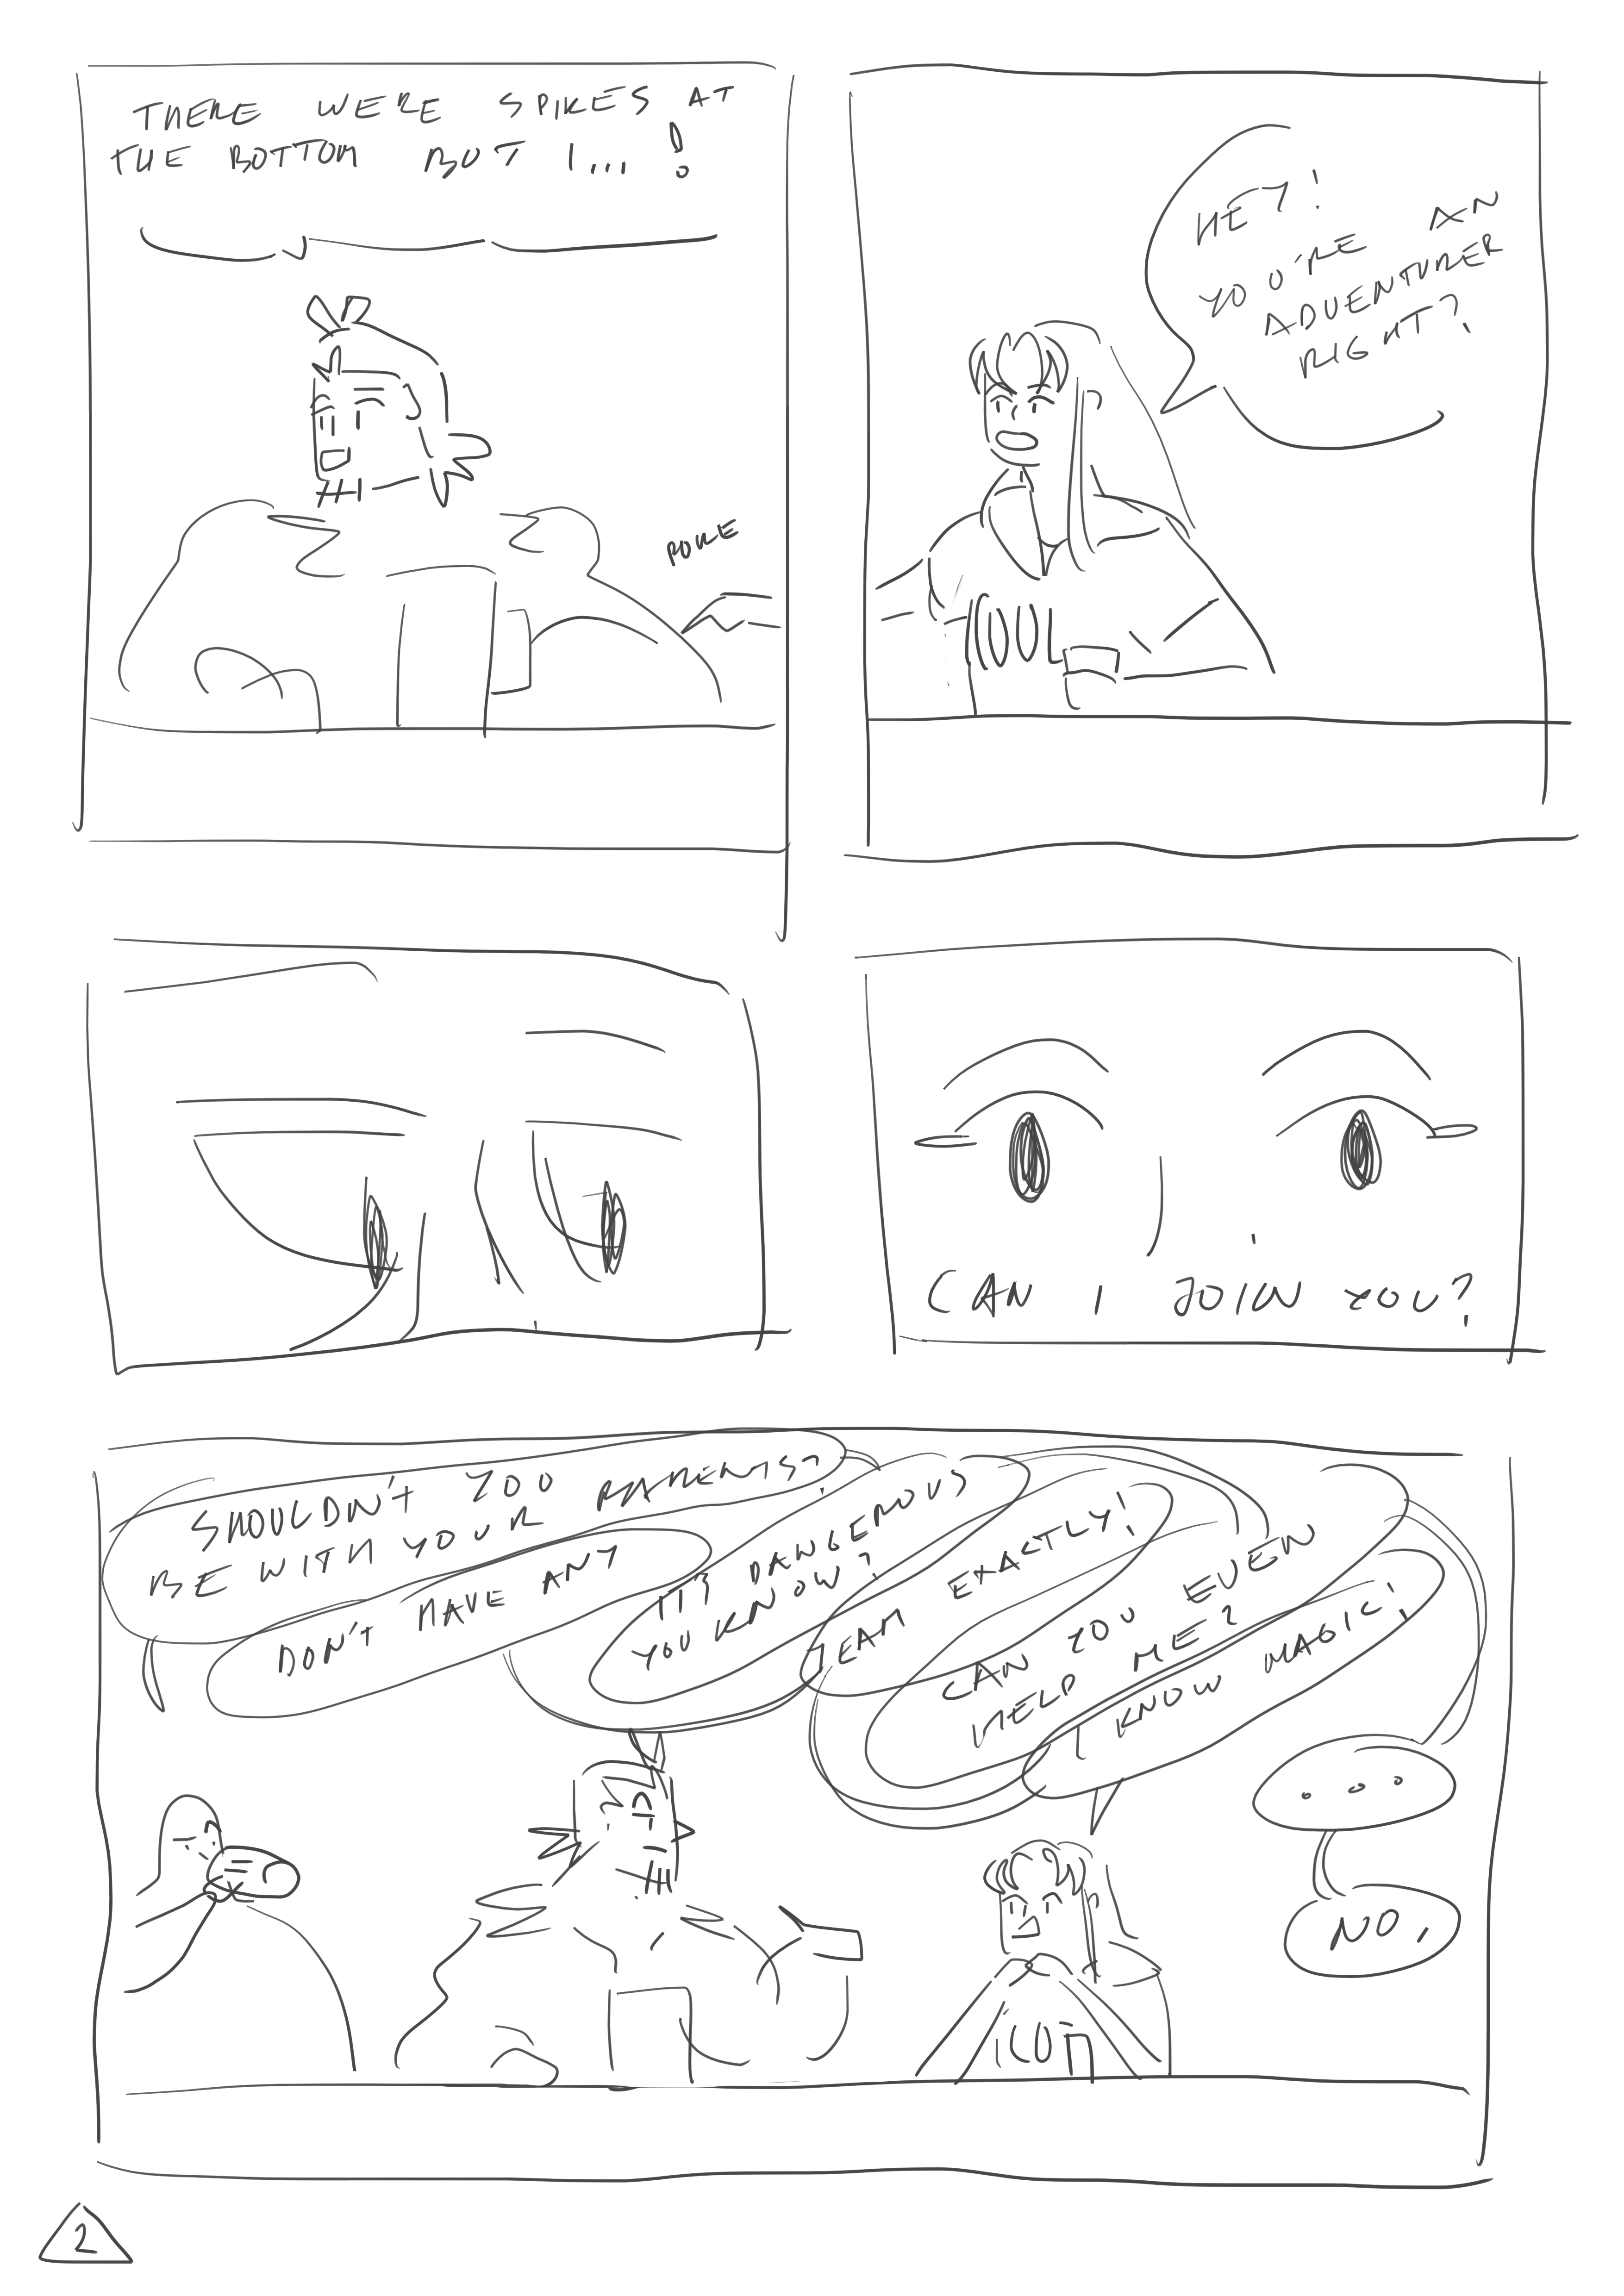 THERE WERE SPIKES AT
THE BOTTOM BUT I...!
POKE
HEY!
YOU'RE AN
ADVENTURER
RIGHT?
CAN I JOIN YOU?
SHOULDN'T YOU
BE WITH YOUR PARENTS?
DON'T HAVE ANY
IT'S DANGEROUS
YOU KNOW?
YEAH EXACTLY!
CAN YOU EVEN
HELP ME?
I KNOW MAGIC!
...
NO.
2